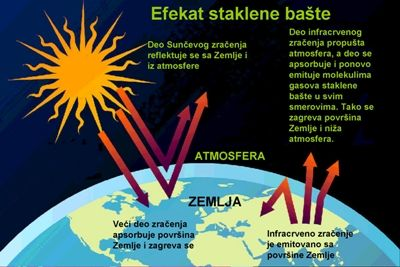 Efekat staklene bašte
Deo Sunčevog zračenja
reflektuje se sa Zemlje i
iz atmosfere
Deo infracrvenog
zračenja propušta
atmosfera, a deo se
apsorbuje i ponovo
emituje molekulima
gasova staklene
bašte u svim
smerovima. Tako se
zagreva površina
Zemlje i niža
atmosfera.
ATMOSFERA
ZEMLJA
Veći deo zračenja
apsorbuje površina
Zemlje i zagreva se
Infracrveno zračenje
je emitovano sa
površine Zemlje